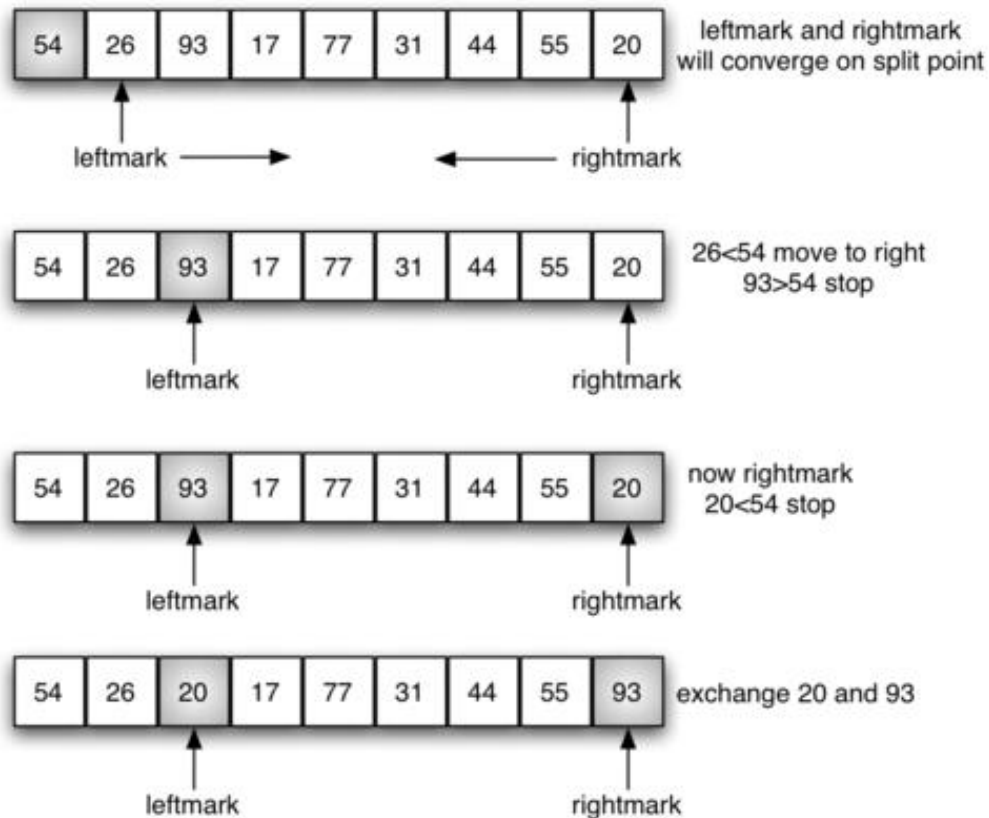 54 26 93 17 77 31 44 55 20
leftmark and rightmark
will converge on split point
leftmark rightmark
54 26 93 17 77 31 44 55 20
26<54 move to right
93>54 stop
leftmark rightmark
54 26 93 17 77 31 44 55 20
now rightmark
20<54 stop
leftmark rightmark
54 26 20 17 77 31 44 55 93
exchange 20 and 93
leftmark rightmark